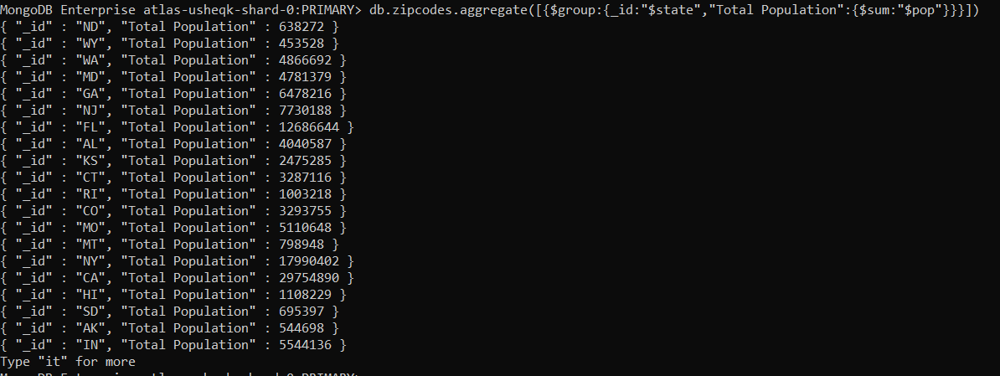 MongoDB Enterprise atlas-usheqk-shard-0:PRIMARY> db.zipcodes.aggregate([{$group:{_id:"$state","Total Population":{$sum:"$pop"}}}])
{ "_id" : "ND", "Total Population" : 638272 }
{ "_id" : "WY", "Total Population" : 453528 }
{ "_id" : "WA", "Total Population" : 4866692 }
{ "_id" : "MD", "Total Population" : 4781379 }
{ "_id" : "GA", "Total Population" : 6478216 }
{ "_id" : "NJ", "Total Population" : 7730188 }
{ "_id" : "FL", "Total Population" : 12686644 }
{ "_id" : "AL", "Total Population" : 4040587 }
{ "_id" : "KS", "Total Population" : 2475285 }
{ "_id" : "CT", "Total Population" : 3287116 }
{ "_id" : "RI", "Total Population" : 1003218 }
{ "_id" : "CO", "Total Population" : 3293755 }
{ "_id" : "MO", "Total Population" : 5110648 }
{ "_id" : "MT", "Total Population" : 798948 }
{ "_id" : "NY", "Total Population" : 17990402 }
{ "_id" : "CA", "Total Population" : 29754890 }
{ "_id" : "HI", "Total Population" : 1108229 }
{ "_id" : "SD", "Total Population" : 695397 }
{ "_id" : "AK", "Total Population" : 544698 }
{ "_id" : "IN", "Total Population" : 5544136 }
Type "it" for more